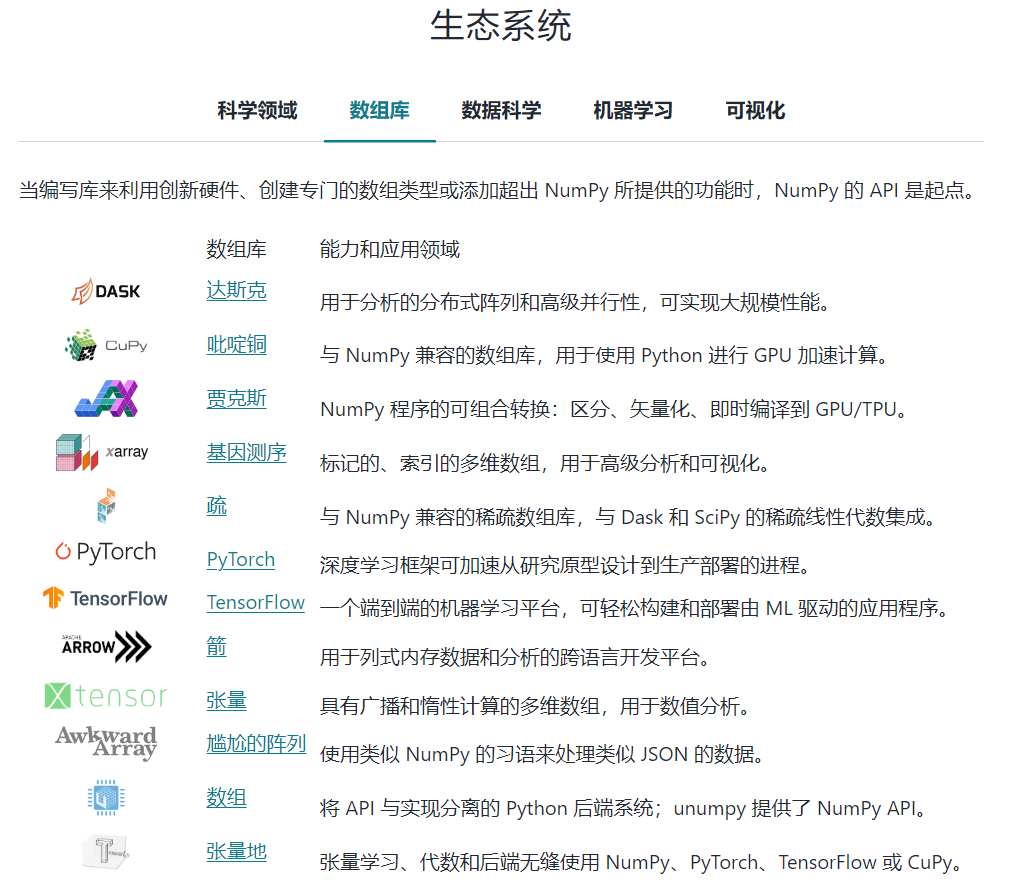 生态系统
科学领域 数组库 数据科学 机器学习 可视化
当编写库来利用创新硬件、创建专门的数组类型或添加超出 NumPy 所提供的功能时，NumPy 的 API 是起点。
数组库 能力和应用领域
DASK 达斯克 用于分析的分布式阵列和高级并行性，可实现大规模性能。
CuPy 吡啶铜 与 NumPy 兼容的数组库，用于使用 Python 进行 GPU 加速计算。
JAX 贾克斯 NumPy 程序的可组合转换：区分、矢量化、即时编译到 GPU/TPU。
xarray 基因测序 标记的、索引的多维数组，用于高级分析和可视化。
疏 与 NumPy 兼容的稀疏数组库，与 Dask 和 SciPy 的稀疏线性代数集成。
PyTorch PyTorch 深度学习框架可加速从研究原型设计到生产部署的进程。
TensorFlow TensorFlow 一个端到端的机器学习平台，可轻松构建和部署由 ML 驱动的应用程序。
APACHE ARROW 箭 用于列式内存数据和分析的跨语言开发平台。
Xtensor 张量 具有广播和惰性计算的多维数组，用于数值分析。
Awkward Array 尴尬的阵列 使用类似 NumPy 的习语来处理类似 JSON 的数据。
数组 将 API 与实现分离的 Python 后端系统；unumpy 提供了 NumPy API。
TensorLy 张量地 张量学习、代数和后端无缝使用 NumPy、PyTorch、TensorFlow 或 CuPy。